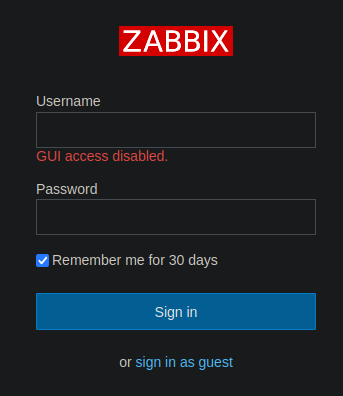 ZABBIX
Username
GUI access disabled.
Password
Remember me for 30 days
Sign in
or sign in as guest